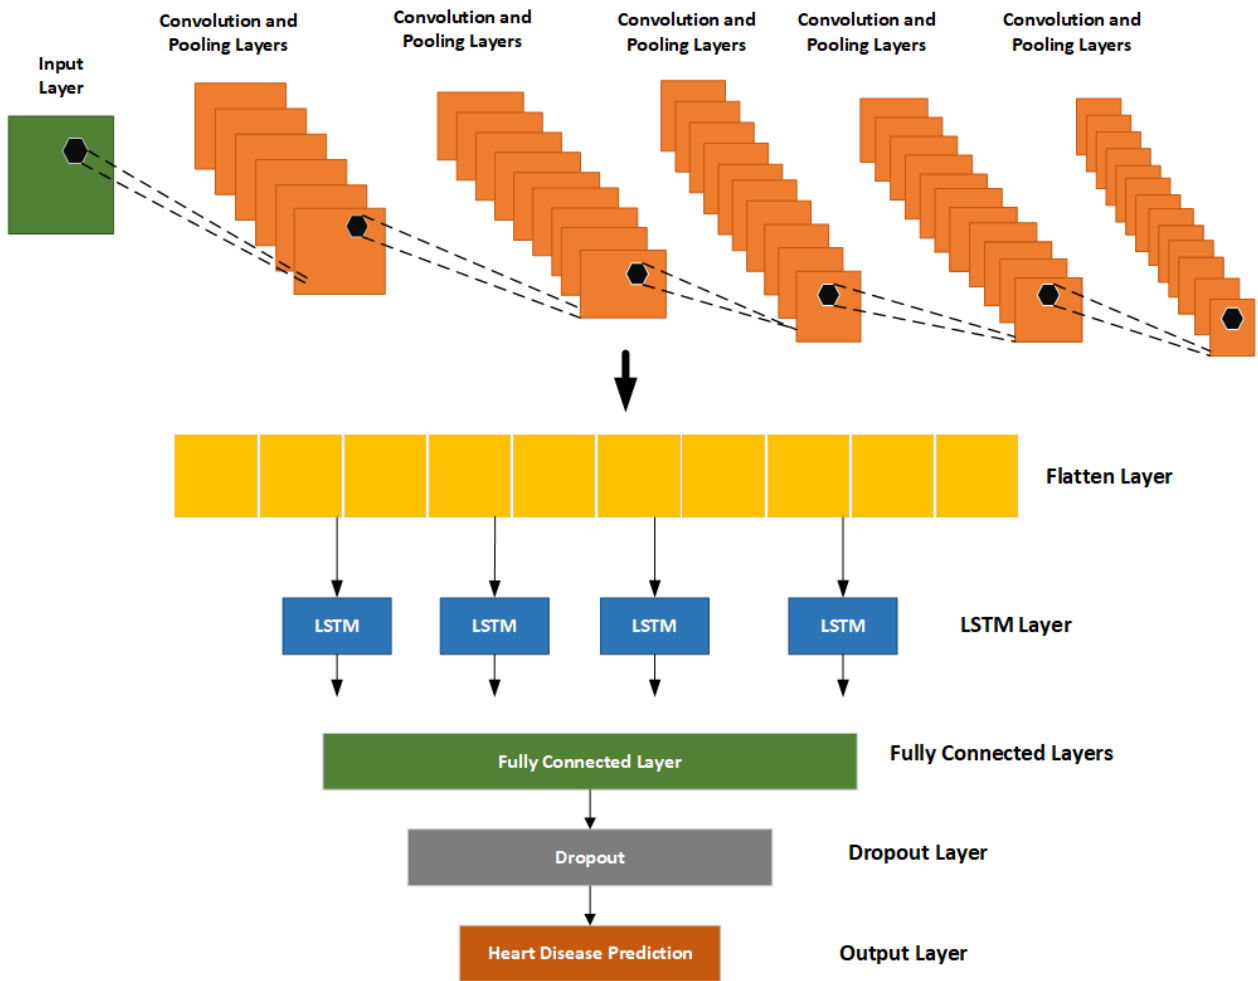 Input
Layer
Convolution and
Pooling Layers
Convolution and
Pooling Layers
Convolution and
Pooling Layers
Convolution and
Pooling Layers
Convolution and
Pooling Layers
Flatten Layer
LSTM
LSTM
LSTM
LSTM
LSTM Layer
Fully Connected Layer
Fully Connected Layers
Dropout
Dropout Layer
Heart Disease Prediction
Output Layer